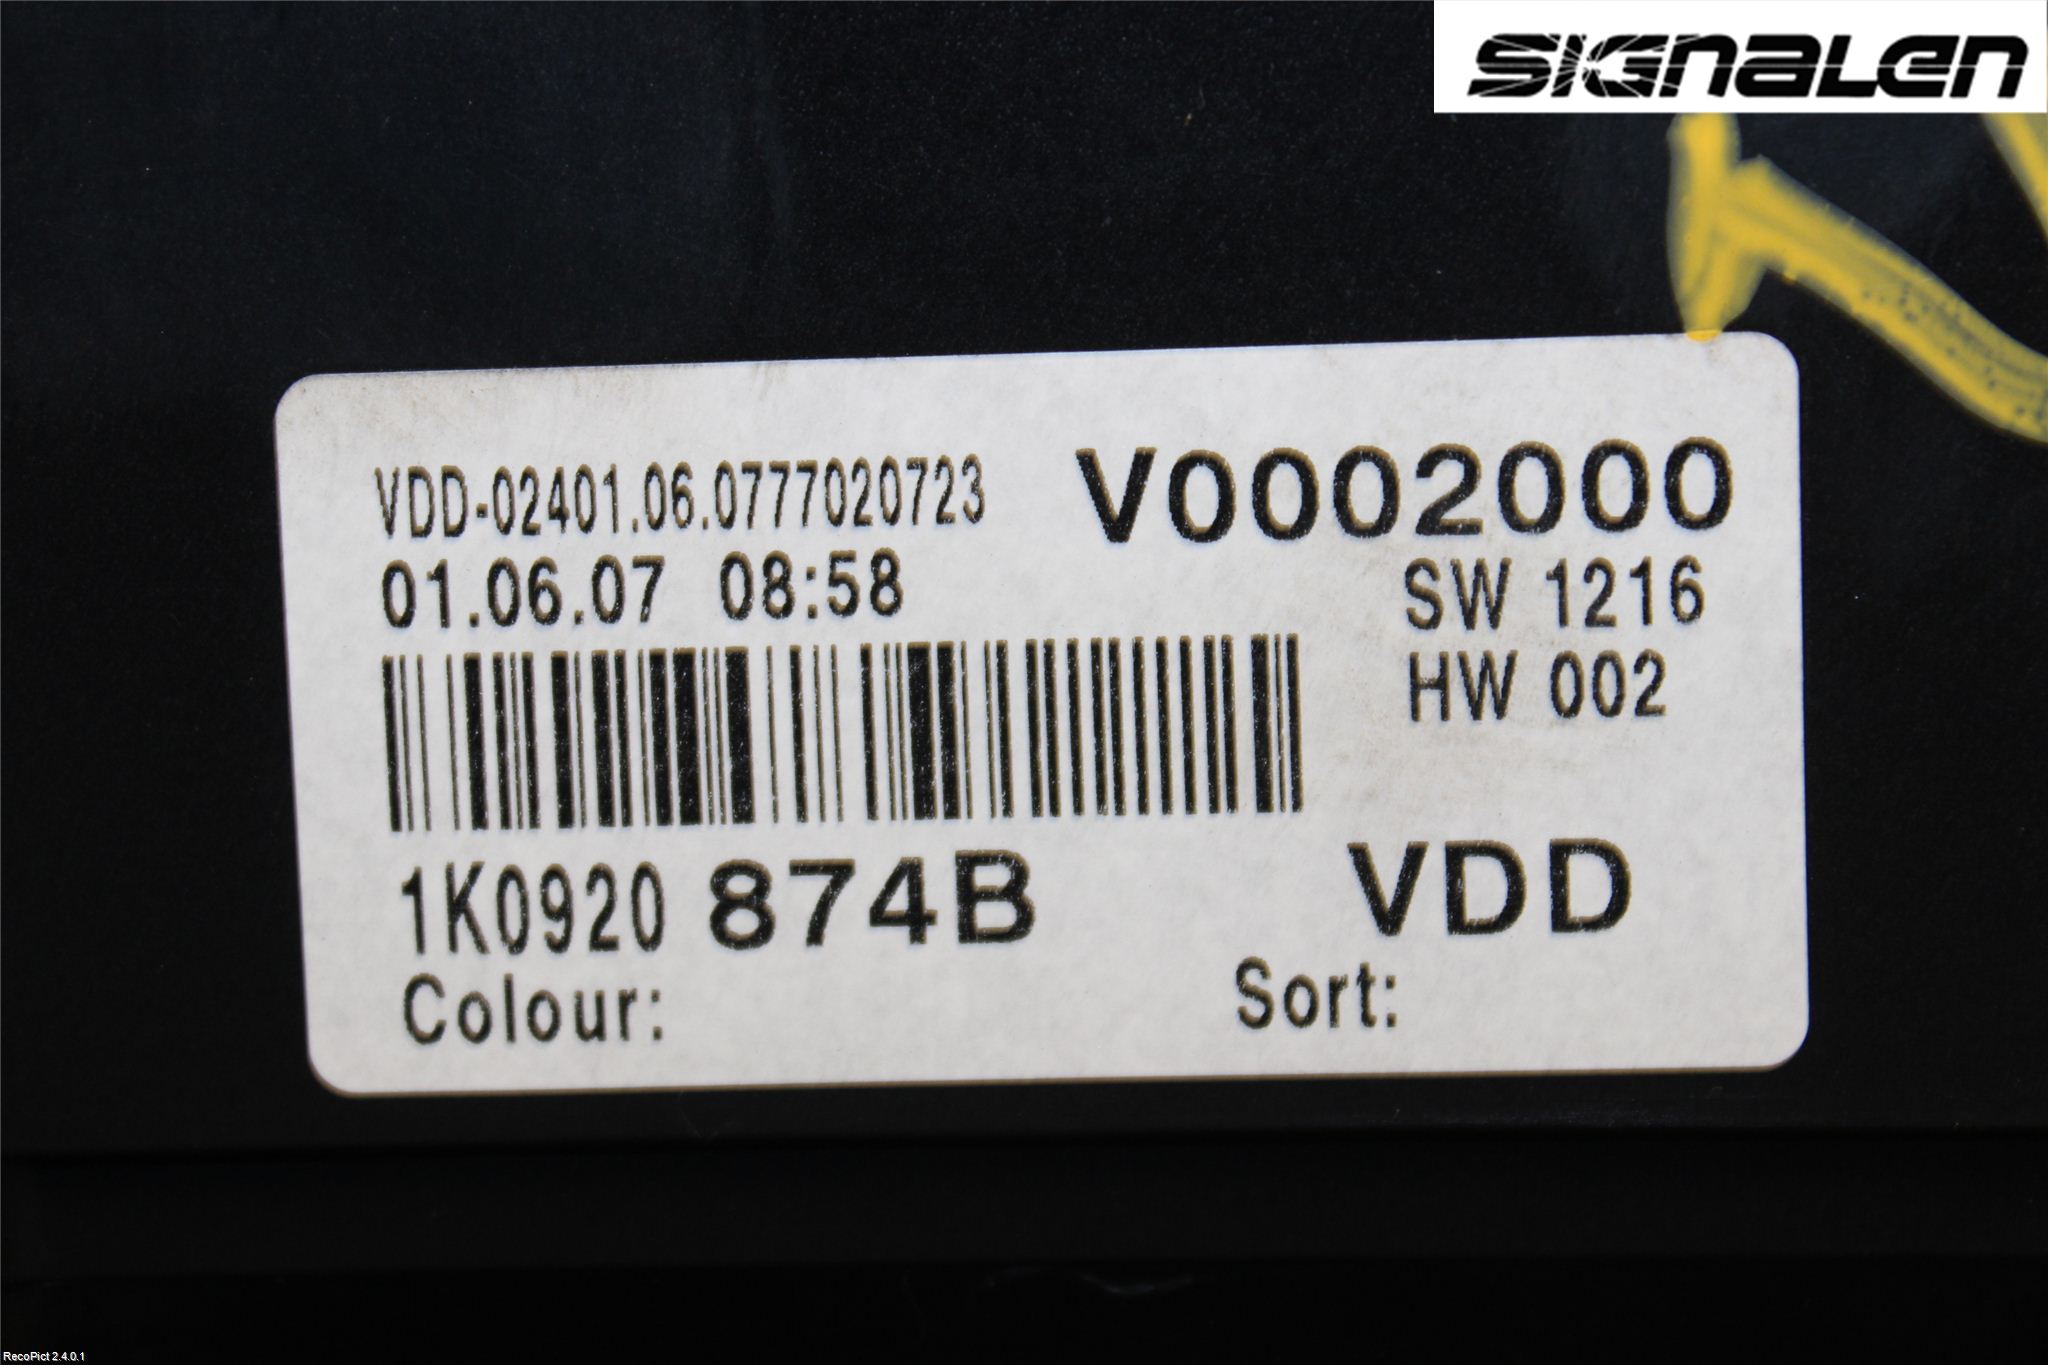 SIGNALEN
VDD-02401.06.0777020723 V0002000
01.06.07 08:58 SW 1216
HW 002
1K0920 874B VDD
Colour: Sort:
RecoPict 2.4.0.1